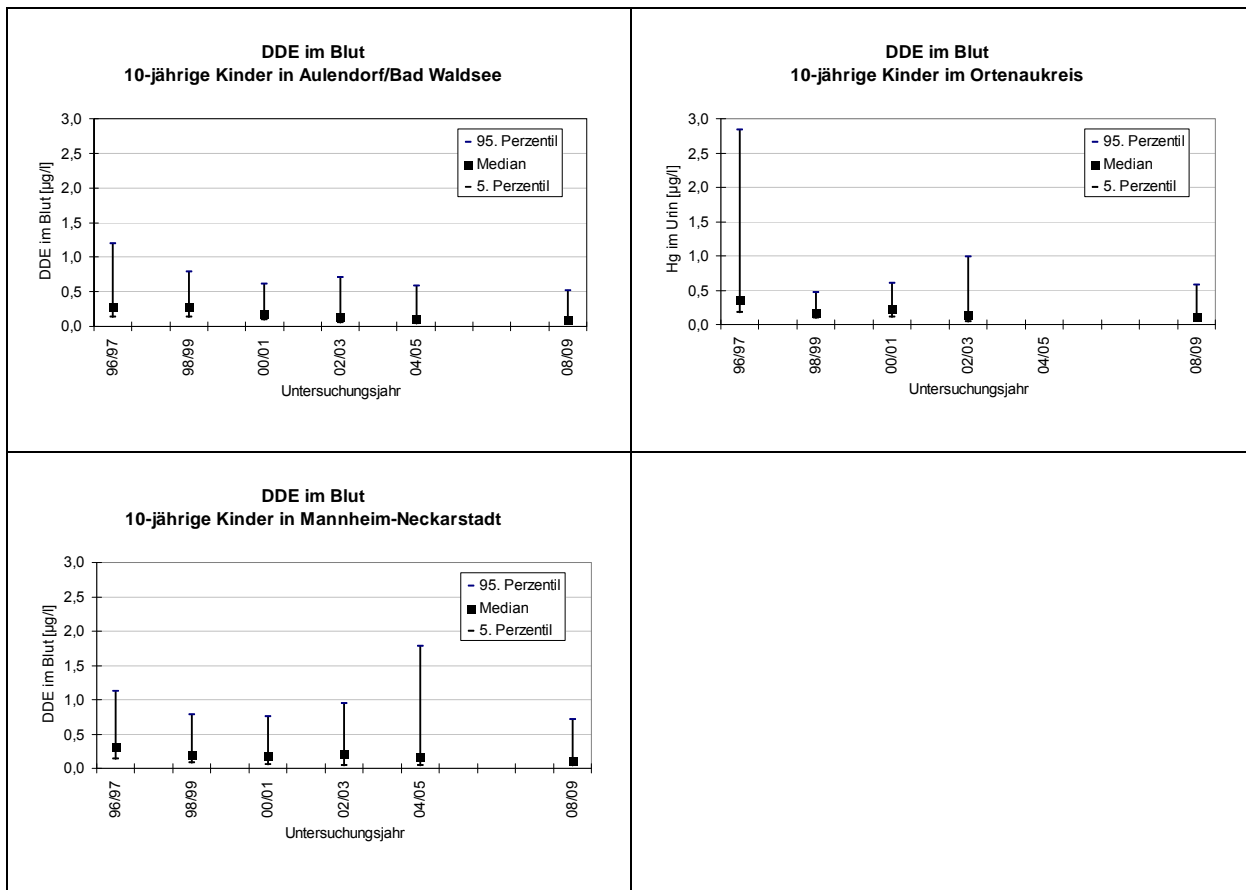 DDE im Blut
10-jährige Kinder in Aulendorf/Bad Waldsee
3,0
2,5
2,0
1,5
1,0
0,5
0,0
DDE im Blut [µg/l]
95. Perzentil
Median
5. Perzentil
96/97
98/99
00/01
02/03
04/05
08/09
Untersuchungsjahr
DDE im Blut
10-jährige Kinder im Ortenaukreis
3,0
2,5
2,0
1,5
1,0
0,5
0,0
Hg im Urin [µg/l]
95. Perzentil
Median
5. Perzentil
96/97
98/99
00/01
02/03
04/05
08/09
Untersuchungsjahr
DDE im Blut
10-jährige Kinder in Mannheim-Neckarstadt
3,0
2,5
2,0
1,5
1,0
0,5
0,0
DDE im Blut [µg/l]
95. Perzentil
Median
5. Perzentil
96/97
98/99
00/01
02/03
04/05
08/09
Untersuchungsjahr